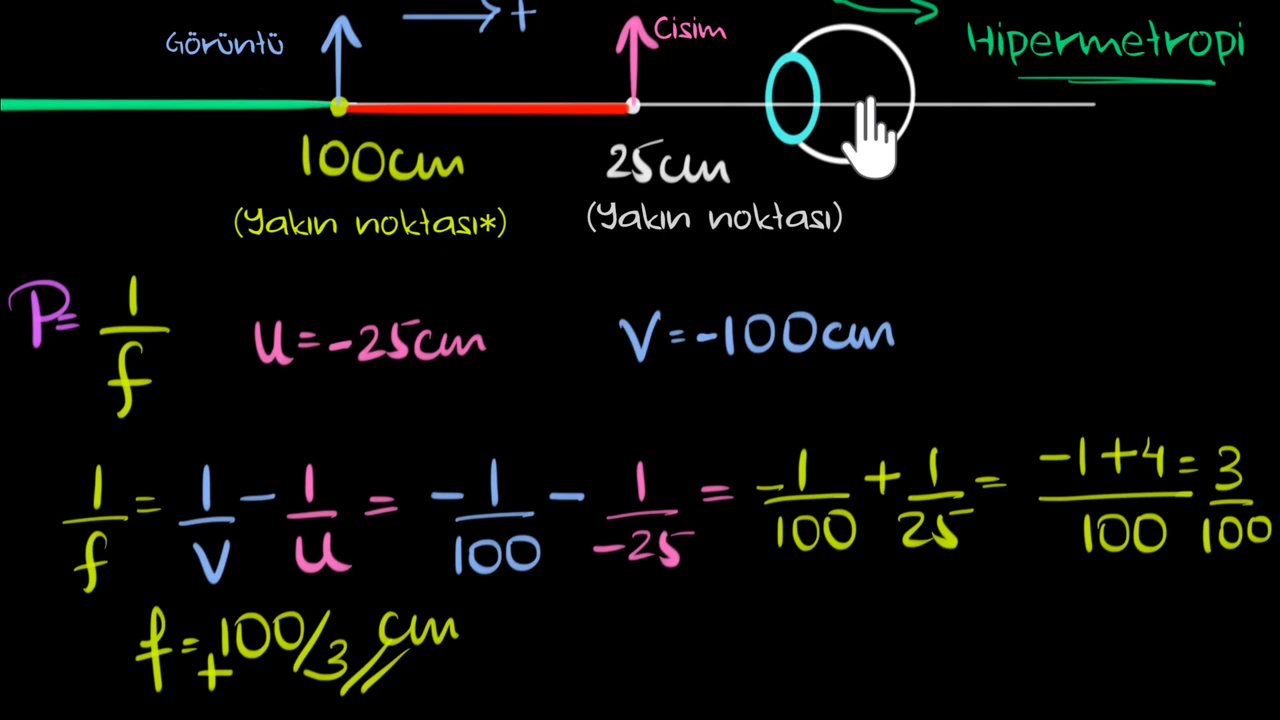 Görüntü → + Cisim Hipermetropi
100cm 25cm
(Yakın noktası*) (Yakın noktası)
P = 1/f u = -25cm v = -100cm
1/f = 1/v - 1/u = -1/100 - 1/-25 = -1/100 + 1/25 = -1+4/100 = 3/100
f = +100/3 cm